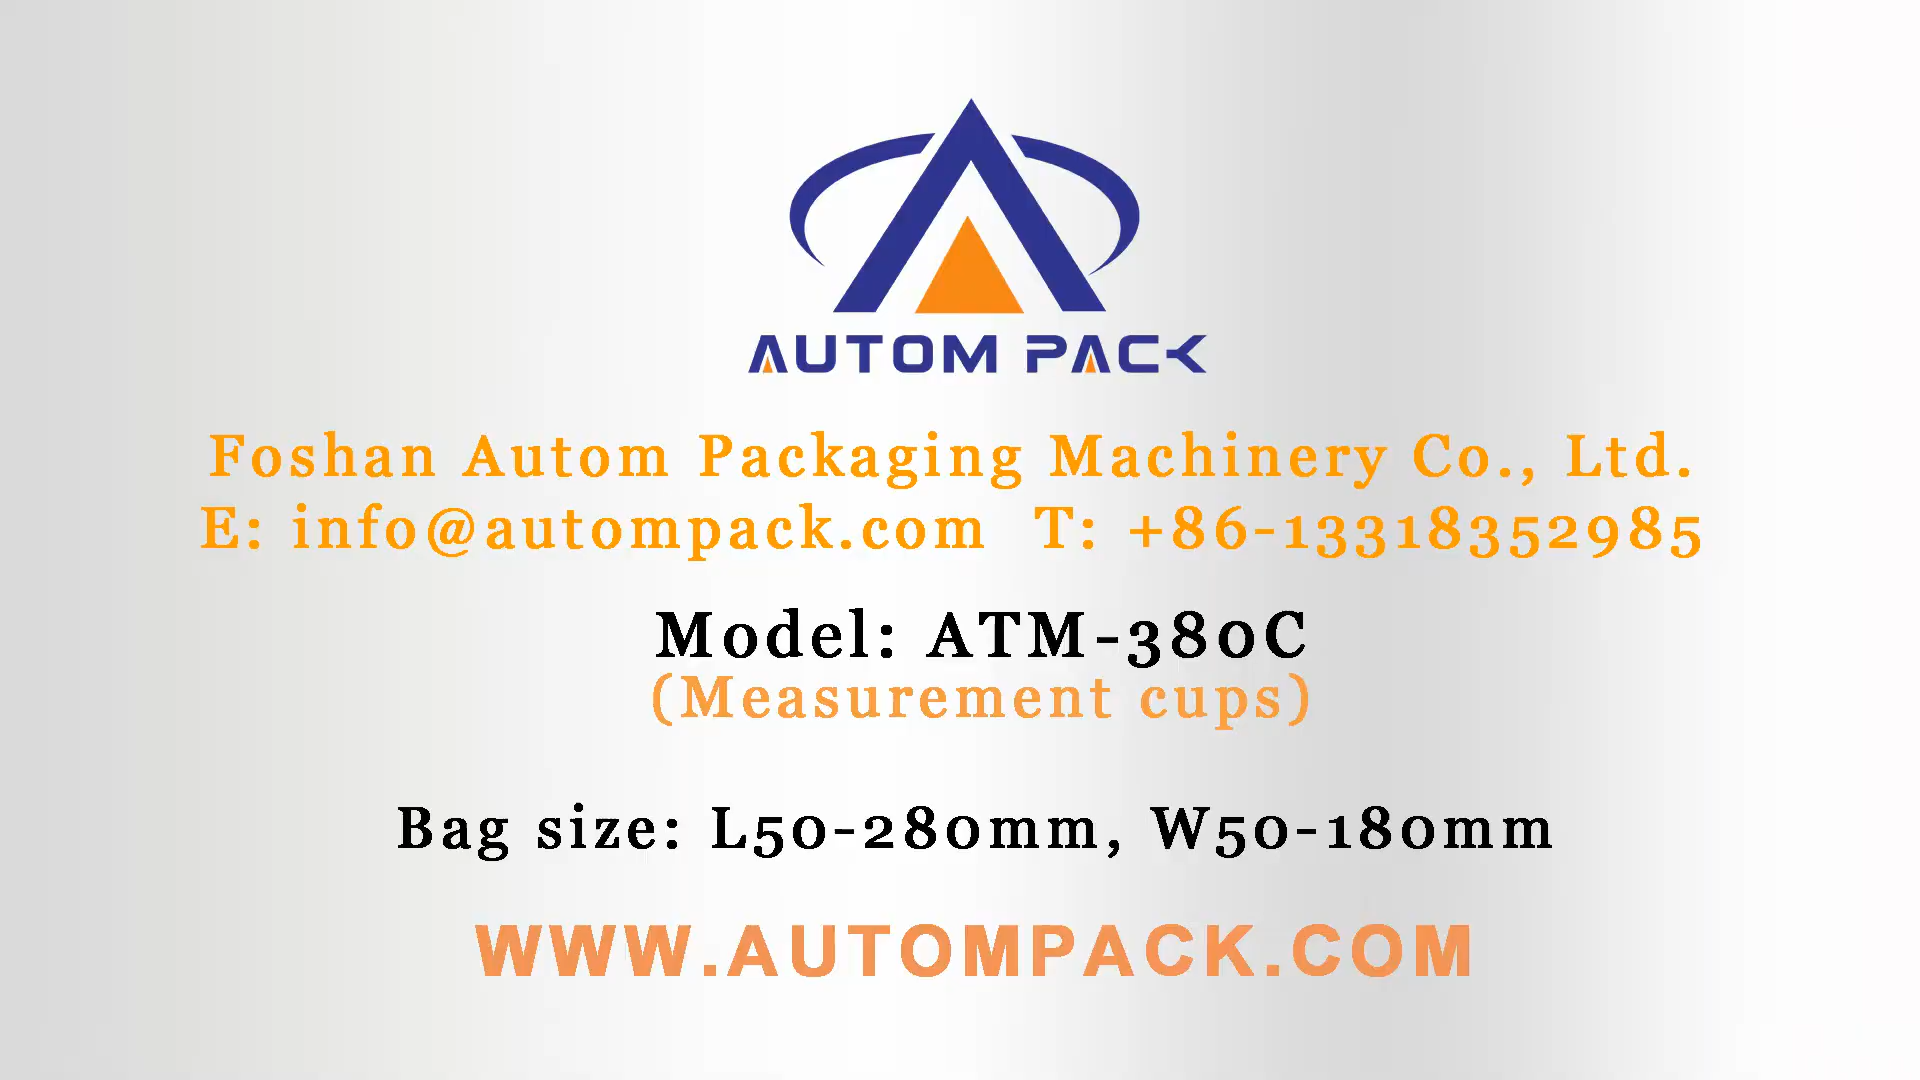 AUTOM PACK
Foshan Autom Packaging Machinery Co., Ltd.
E: info@autompack.com T: +86-13318352985
Model: ATM-380C
(Measurement cups)
Bag size: L50-280mm, W50-180mm
WWW.AUTOMPACK.COM